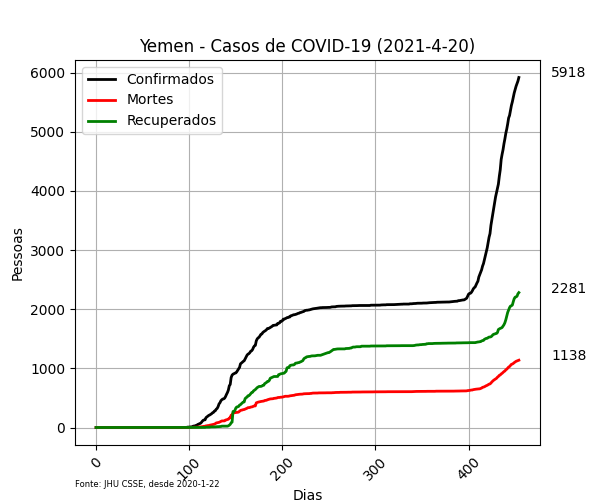 Yemen - Casos de COVID-19 (2021-4-20)
Confirmados
Mortes
Recuperados
6000
5000
4000
3000
2000
1000
0
Pessoas
5918
2281
1138
0
100
200
300
400
Fonte: JHU CSSE, desde 2020-1-22
Dias